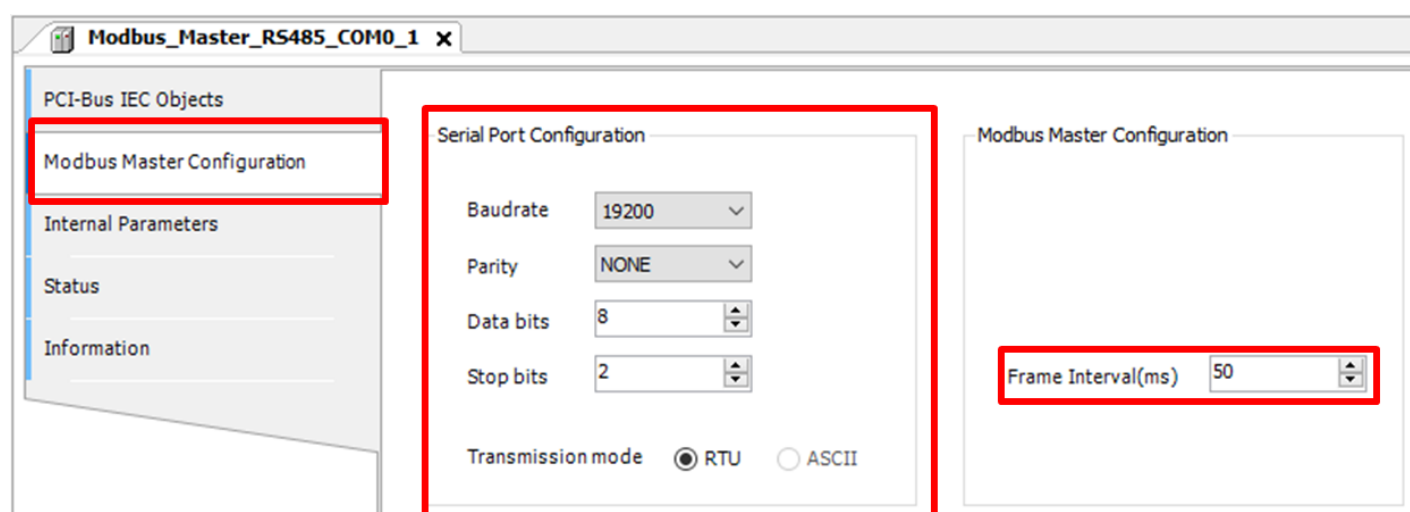 Modbus_Master_RS485_COM0_1 x
PCI-Bus IEC Objects
Modbus Master Configuration
Internal Parameters
Status
Information
Serial Port Configuration
Baudrate 19200
Parity NONE
Data bits 8
Stop bits 2
Transmission mode RTU ASCII
Modbus Master Configuration
Frame Interval(ms) 50